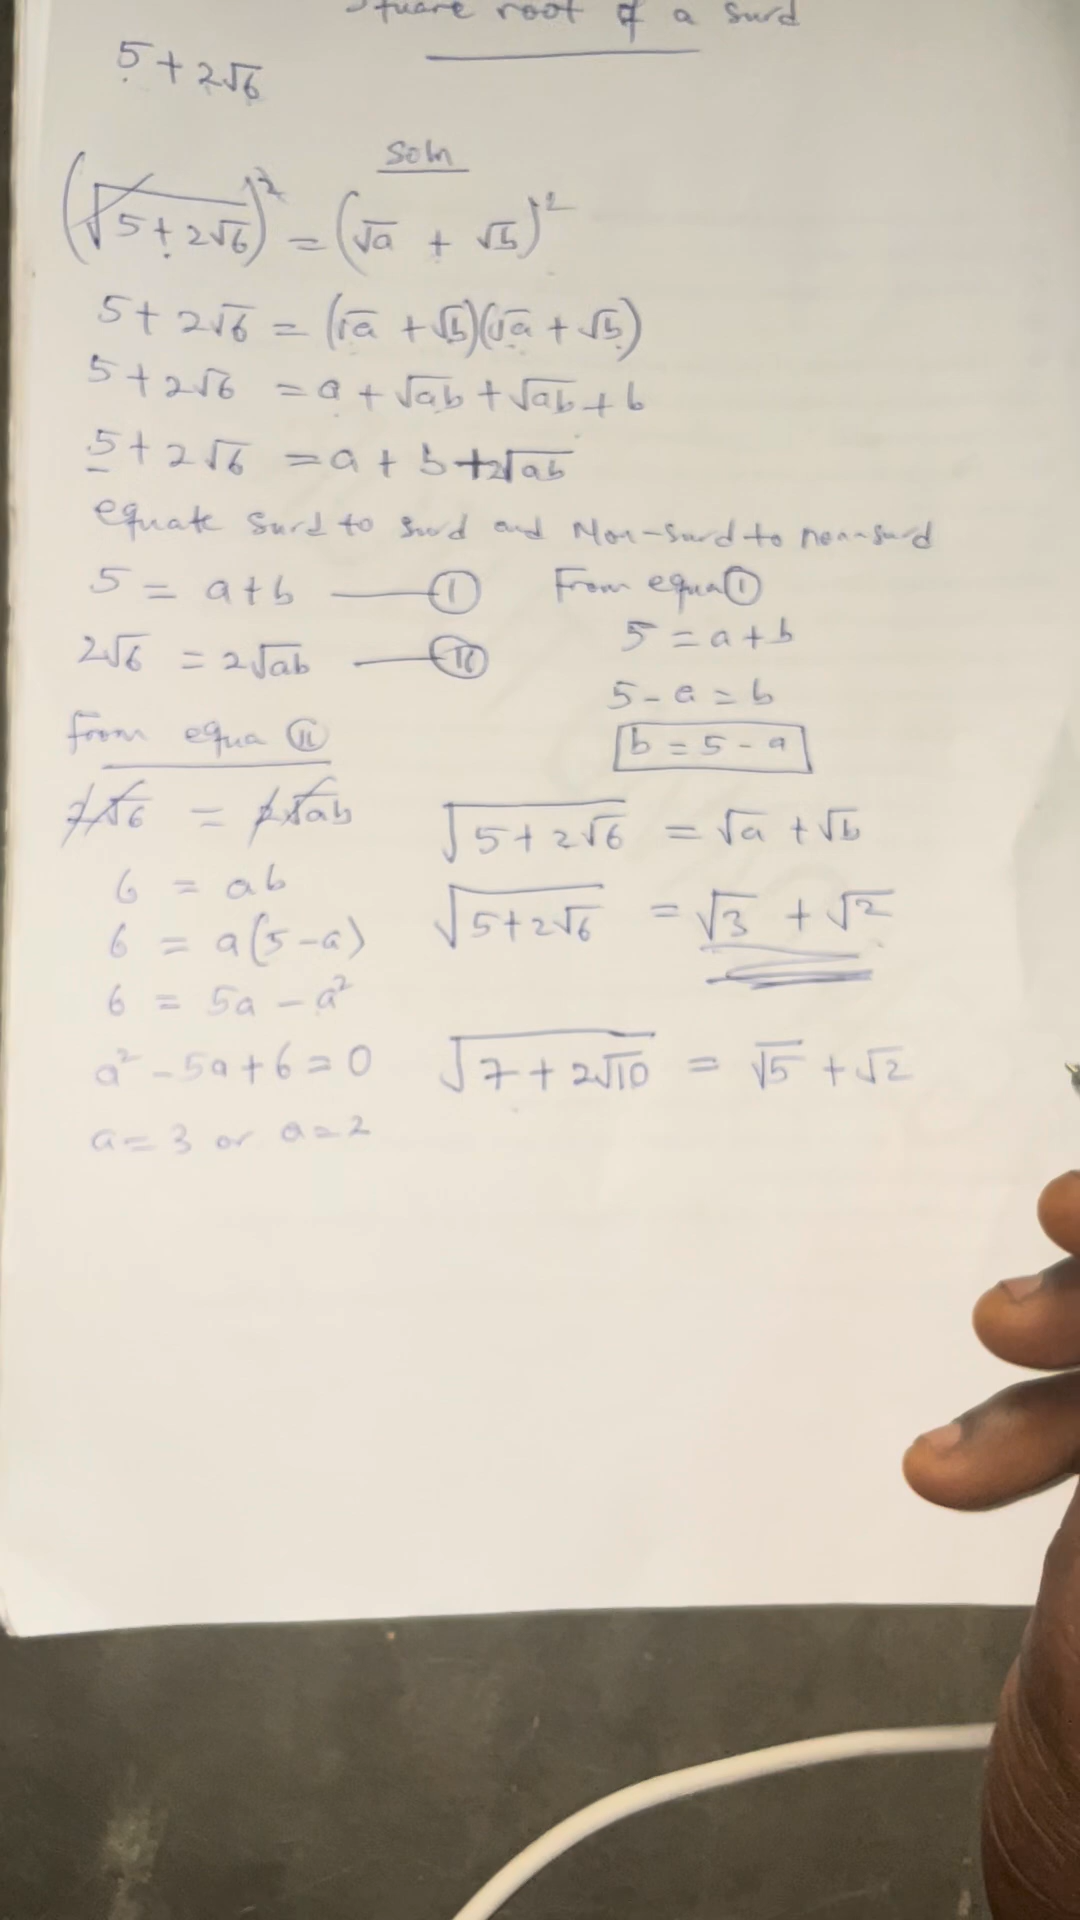 Square root of a surd
5 + 2√6
Soln
(√(5 + 2√6))² = (√a + √b)²
5 + 2√6 = (√a + √b)(√a + √b)
5 + 2√6 = a + √ab + √ab + b
5 + 2√6 = a + b + 2√ab
equate surd to surd and Non-surd to non-surd
5 = a + b —— (I)
2√6 = 2√ab —— (II)
From equa (II)
2√6 = 2√ab
6 = ab
6 = a(5 - a)
6 = 5a - a²
a² - 5a + 6 = 0
a = 3 or a = 2
From equa (I)
5 = a + b
5 - a = b
b = 5 - a
√(5 + 2√6) = √a + √b
√(5 + 2√6) = √3 + √2
√(7 + 2√10) = √5 + √2